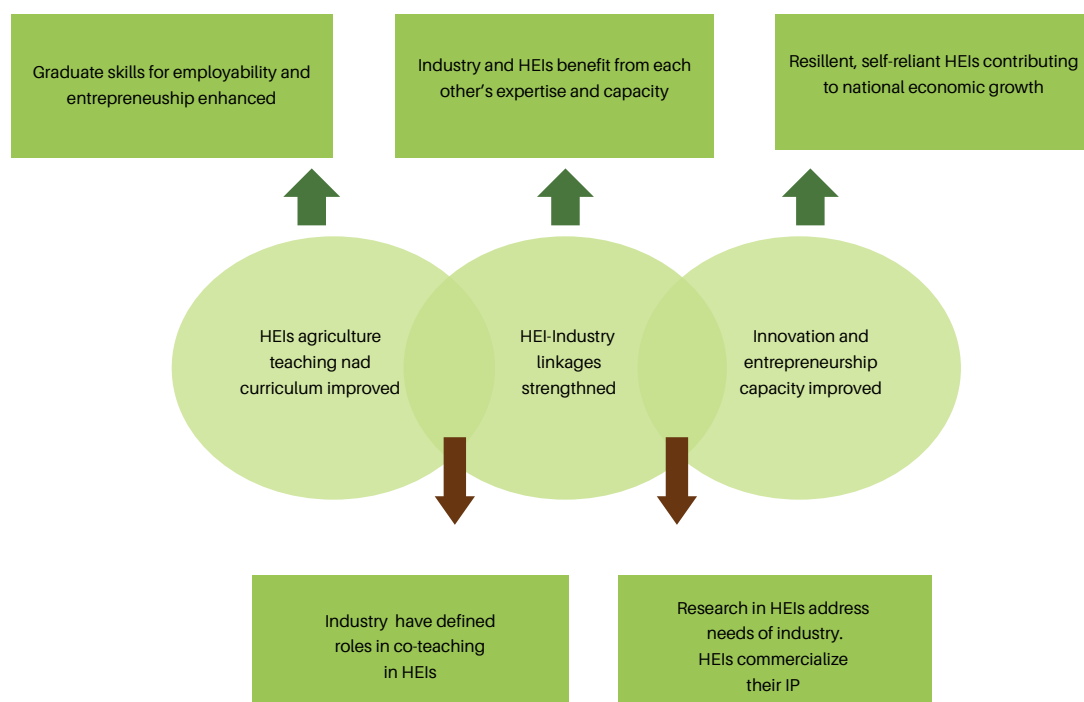 Graduate skills for employability and
entrepreneuship enhanced
Industry and HEIs benefit from each
other's expertise and capacity
Resillent, self-reliant HEIs contributing
to national economic growth
HEIs agriculture
teaching nad
curriculum improved
HEI-Industry
linkages
strengthned
Innovation and
entrepreneurship
capacity improved
Industry have defined
roles in co-teaching
in HEIs
Research in HEIs address
needs of industry.
HEIs commercialize
their IP